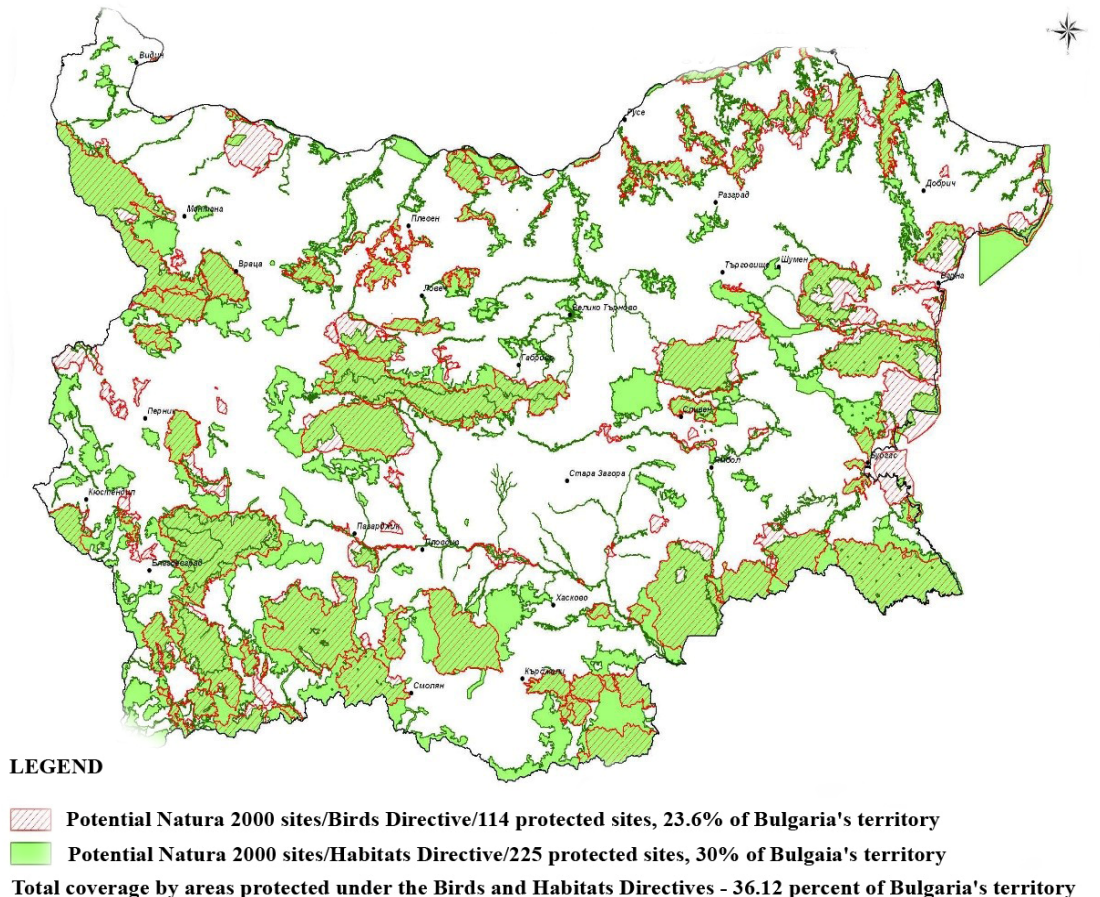 Видин
Русе
Монтана
Плевен
Разград
Добрич
Враца
Ловеч
Търговище
Шумен
Варна
Велико Търново
Габрово
Перник
Сливен
Ямбол
Бургас
Стара Загора
Кюстендил
Пазарджик
Пловдив
Благоевград
Хасково
Кърджали
Смолян
LEGEND
Potential Natura 2000 sites/Birds Directive/114 protected sites, 23.6% of Bulgaria's territory
Potential Natura 2000 sites/Habitats Directive/225 protected sites, 30% of Bulgaia's territory
Total coverage by areas protected under the Birds and Habitats Directives - 36.12 percent of Bulgaria's territory